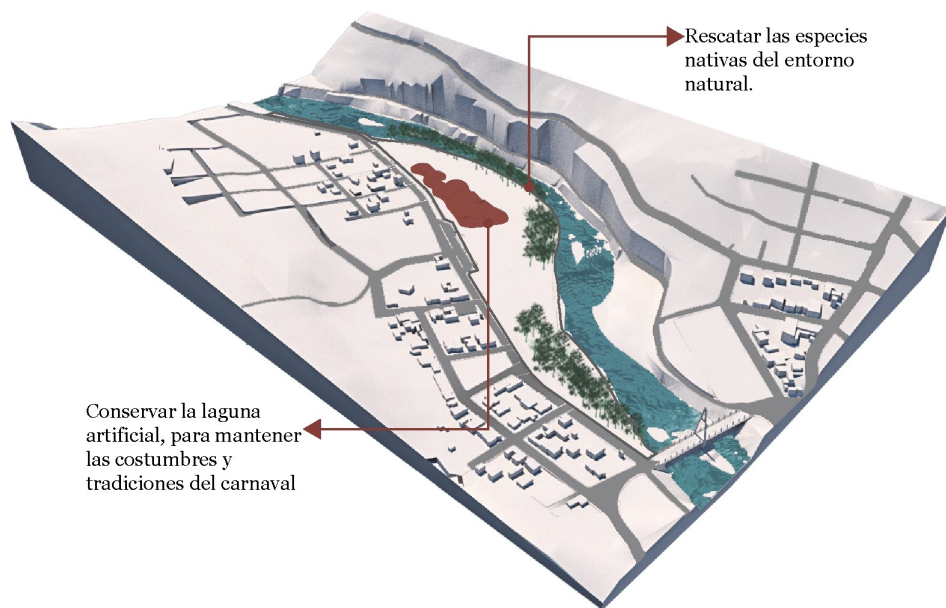 Rescatar las especies
nativas del entorno
natural.
Conservar la laguna
artificial, para mantener
las costumbres y
tradiciones del carnaval